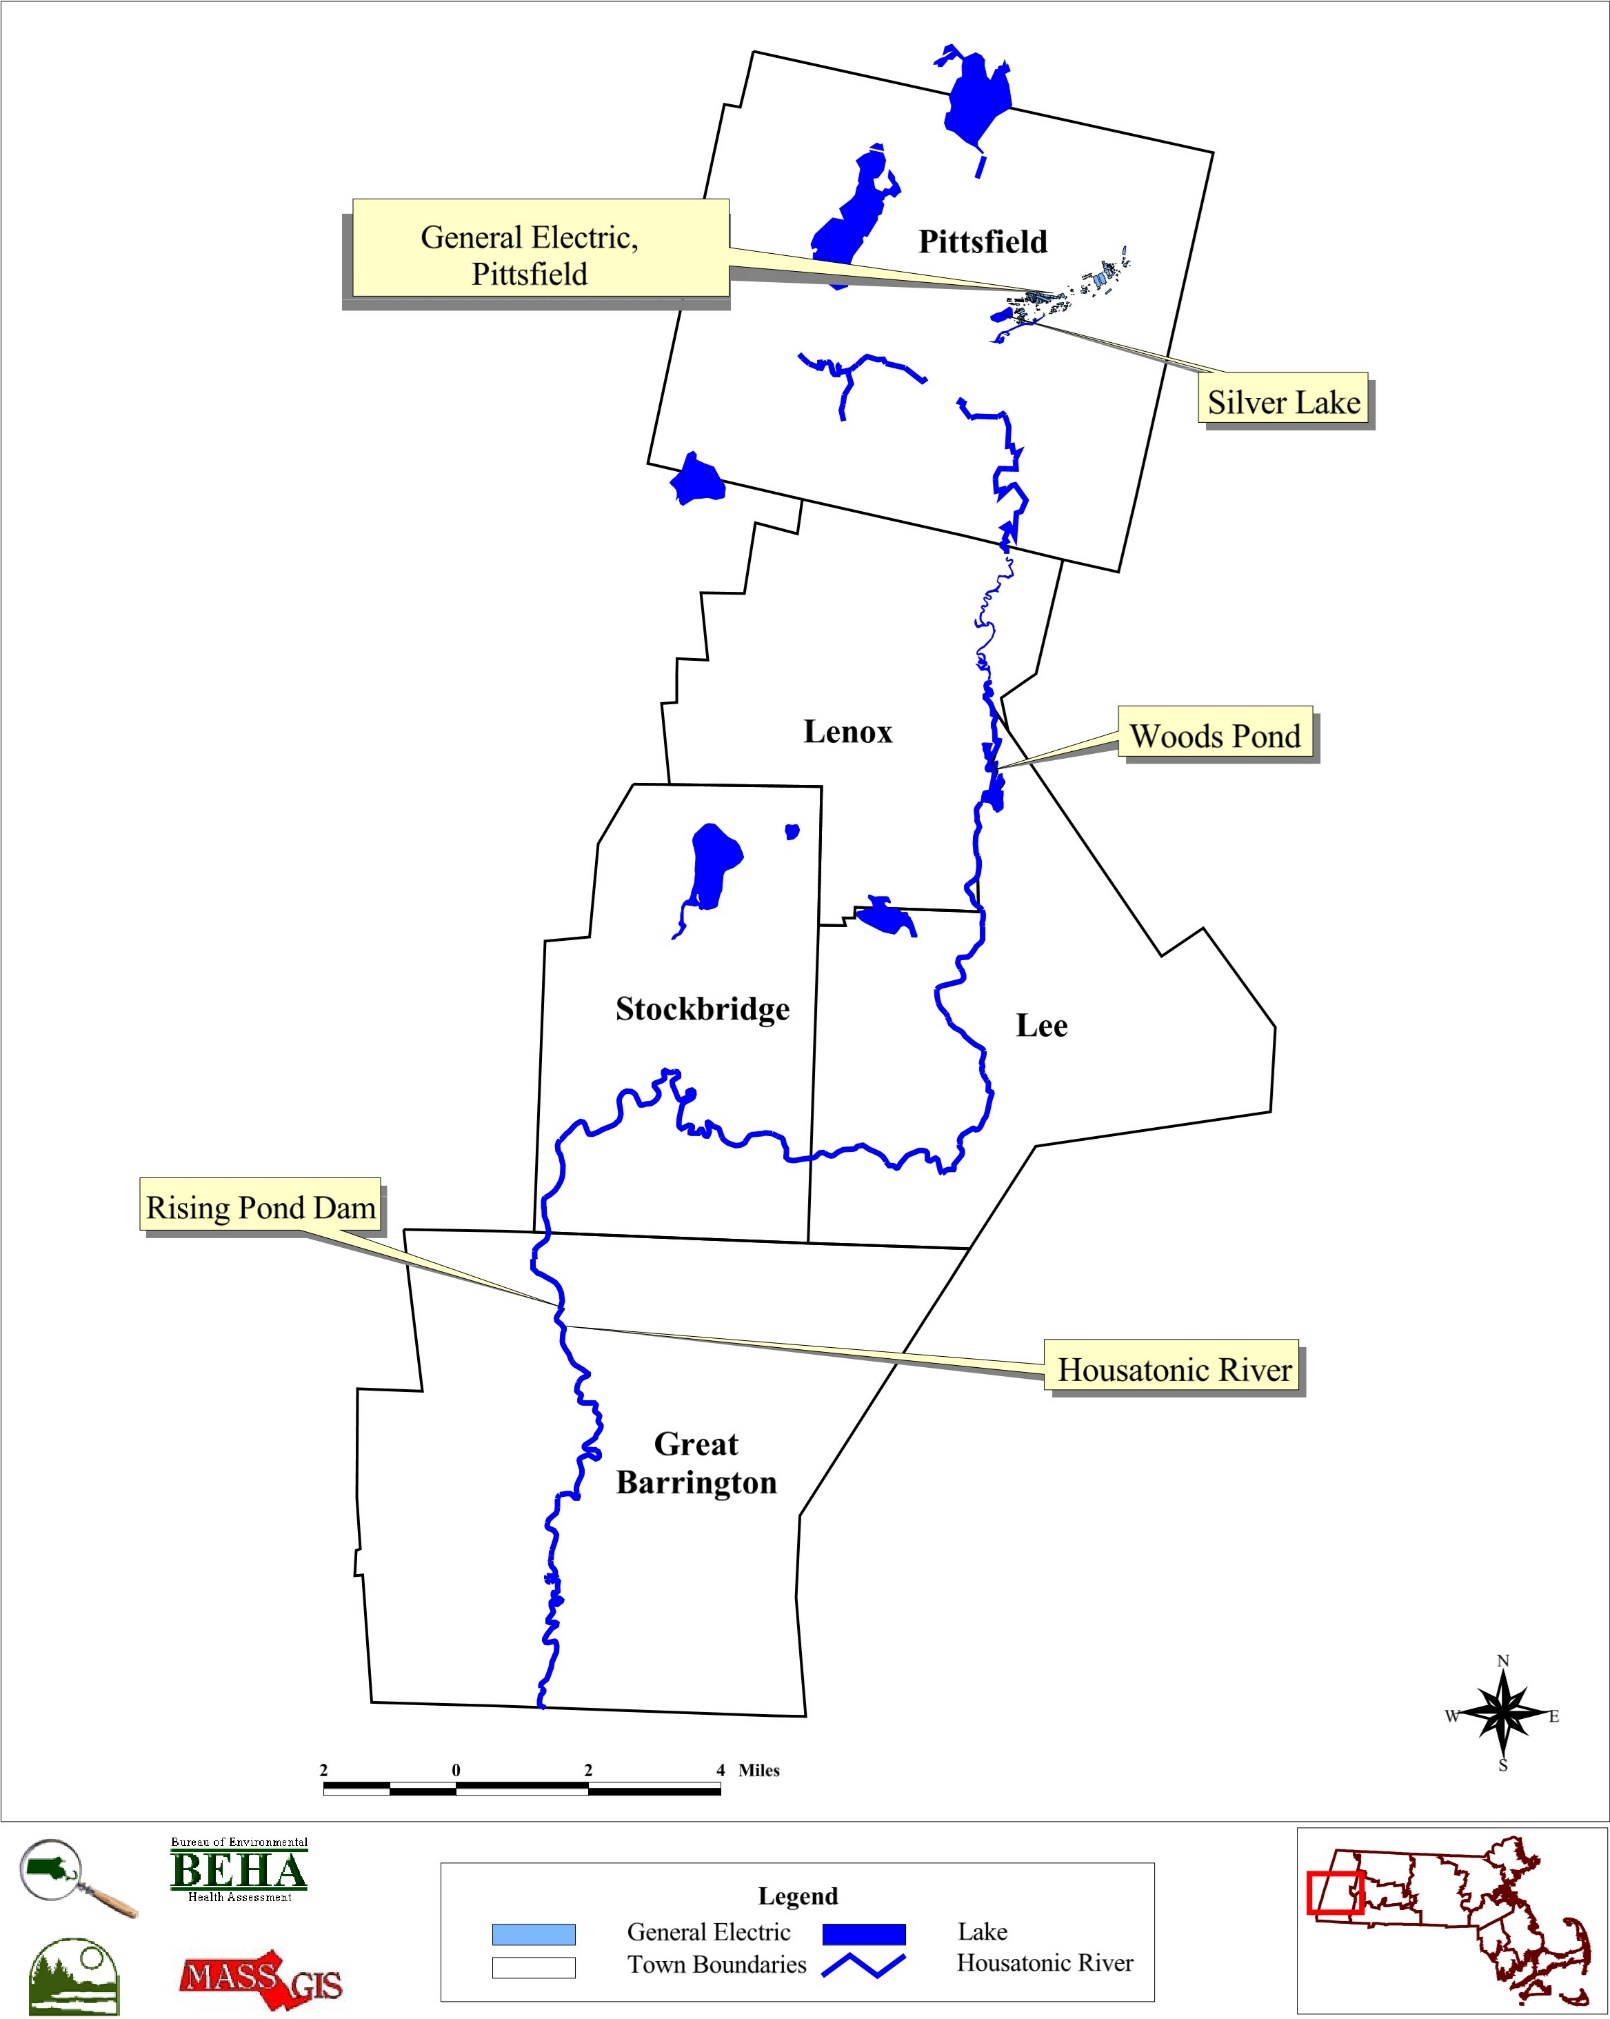 Pittsfield
General Electric,
Pittsfield
Silver Lake
Lenox
Woods Pond
Stockbridge
Lee
Rising Pond Dam
Housatonic River
Great
Barrington
N
W E
S
2 0 2 4 Miles
Bureau of Environmental
BEHA
Health Assessment
MASS GIS
Legend
General Electric
Lake
Town Boundaries
Housatonic River